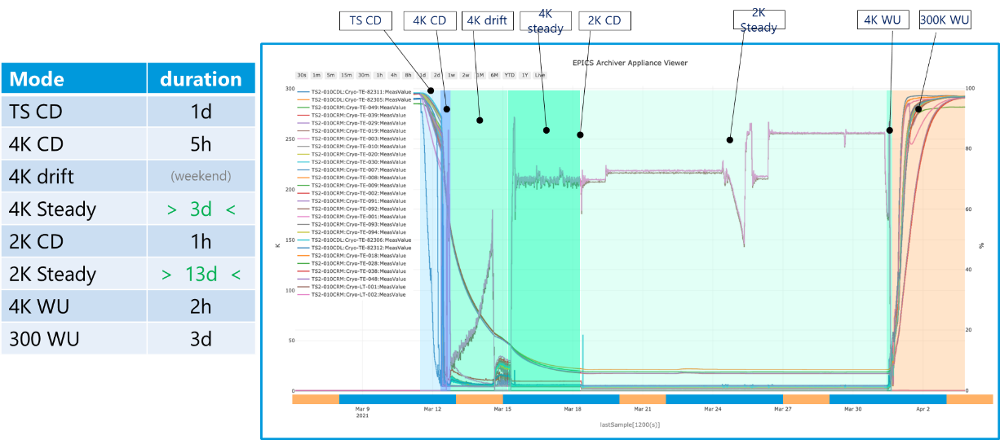 TS CD
4K CD
4K drift
4K steady
2K CD
2K Steady
4K WU
300K WU
Mode duration
TS CD 1d
4K CD 5h
4K drift (weekend)
4K Steady > 3d <
2K CD 1h
2K Steady > 13d <
4K WU 2h
300 WU 3d
EPICS Archiver Appliance Viewer
30s 1m 5m 15m 30m 1h 4h 8h 1d 2d 1w 2w 1M 6M YTD 1Y Live
300
250
200
150
100
50
0
K
TS2-010CDL:Cryo-TE-82311:MeasValue
TS2-010CDL:Cryo-TE-82305:MeasValue
TS2-010CRM:Cryo-TE-049:MeasValue
TS2-010CRM:Cryo-TE-039:MeasValue
TS2-010CRM:Cryo-TE-029:MeasValue
TS2-010CRM:Cryo-TE-019:MeasValue
TS2-010CRM:Cryo-TE-003:MeasValue
TS2-010CRM:Cryo-TE-010:MeasValue
TS2-010CRM:Cryo-TE-020:MeasValue
TS2-010CRM:Cryo-TE-030:MeasValue
TS2-010CRM:Cryo-TE-007:MeasValue
TS2-010CRM:Cryo-TE-008:MeasValue
TS2-010CRM:Cryo-TE-009:MeasValue
TS2-010CRM:Cryo-TE-002:MeasValue
TS2-010CRM:Cryo-TE-091:MeasValue
TS2-010CRM:Cryo-TE-092:MeasValue
TS2-010CRM:Cryo-TE-001:MeasValue
TS2-010CRM:Cryo-TE-093:MeasValue
TS2-010CRM:Cryo-TE-094:MeasValue
TS2-010CDL:Cryo-TE-82306:MeasValue
TS2-010CDL:Cryo-TE-82312:MeasValue
TS2-010CRM:Cryo-TE-018:MeasValue
TS2-010CRM:Cryo-TE-028:MeasValue
TS2-010CRM:Cryo-TE-038:MeasValue
TS2-010CRM:Cryo-TE-048:MeasValue
TS2-010CRM:Cryo-LT-001:MeasValue
TS2-010CRM:Cryo-LT-002:MeasValue
100
80
60
40
20
0
%
Mar 9 Mar 12 Mar 15 Mar 18 Mar 21 Mar 24 Mar 27 Mar 30 Apr 2
2021
lastSample[1200(s)]